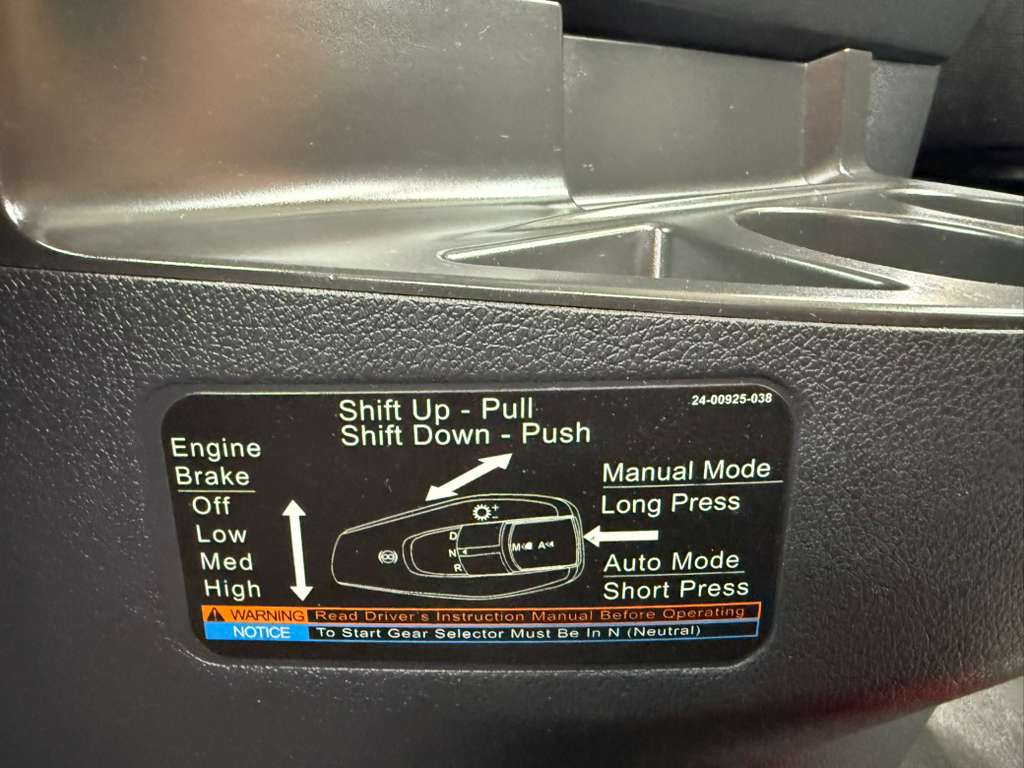 24-00925-038
Shift Up - Pull
Shift Down - Push
Engine
Brake
Off
Low
Med
High
Manual Mode
Long Press
Auto Mode
Short Press
+
-
D
N
R
M
A
WARNING Read Driver's Instruction Manual Before Operating
NOTICE To Start Gear Selector Must Be In N (Neutral)